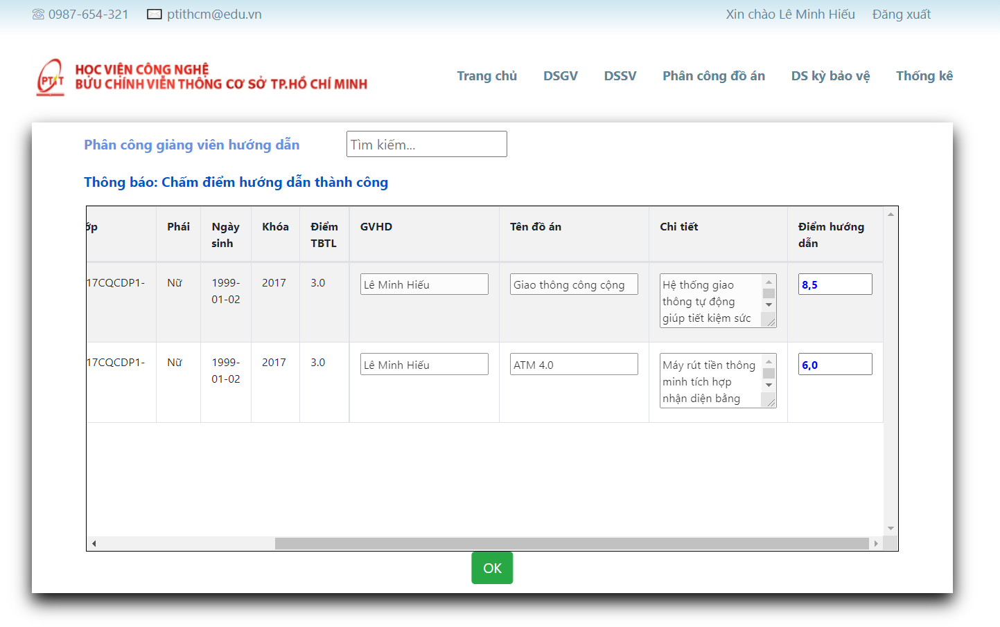 0987-654-321 ptithcm@edu.vn Xin chào Lê Minh Hiếu Đăng xuất
HỌC VIỆN CÔNG NGHỆ
BƯU CHÍNH VIỄN THÔNG CƠ SỞ TP.HỒ CHÍ MINH
PTIT
Trang chủ DSGV DSSV Phân công đồ án DS kỳ bảo vệ Thống kê
Phân công giảng viên hướng dẫn Tìm kiếm...
Thông báo: Chấm điểm hướng dẫn thành công
ớp Phái Ngày sinh Khóa Điểm TBTL GVHD Tên đồ án Chi tiết Điểm hướng dẫn
17CQCDP1- Nữ 1999- 2017 3.0 Lê Minh Hiếu Giao thông công cộng Hệ thống giao 8,5
01-02 thông tự động
giúp tiết kiệm sức
17CQCDP1- Nữ 1999- 2017 3.0 Lê Minh Hiếu ATM 4.0 Máy rút tiền thông 6,0
01-02 minh tích hợp
nhận diện bằng
OK